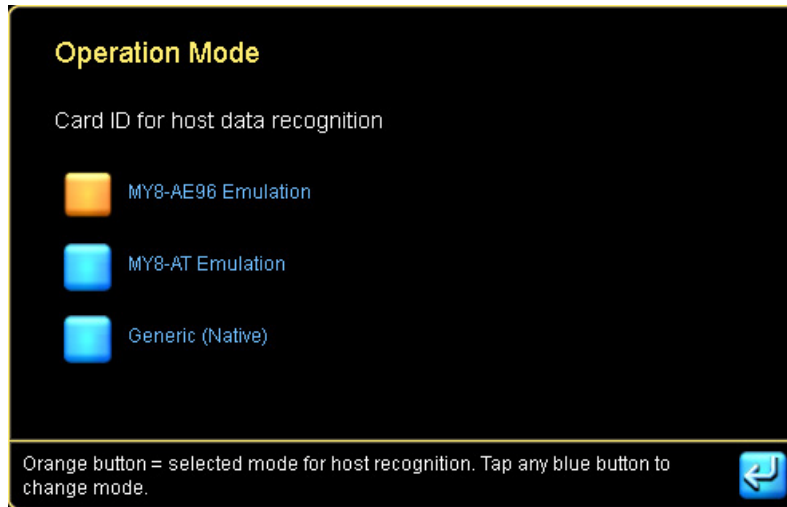 Operation Mode
Card ID for host data recognition
MY8-AE96 Emulation
MY8-AT Emulation
Generic (Native)
Orange button = selected mode for host recognition. Tap any blue button to
change mode.